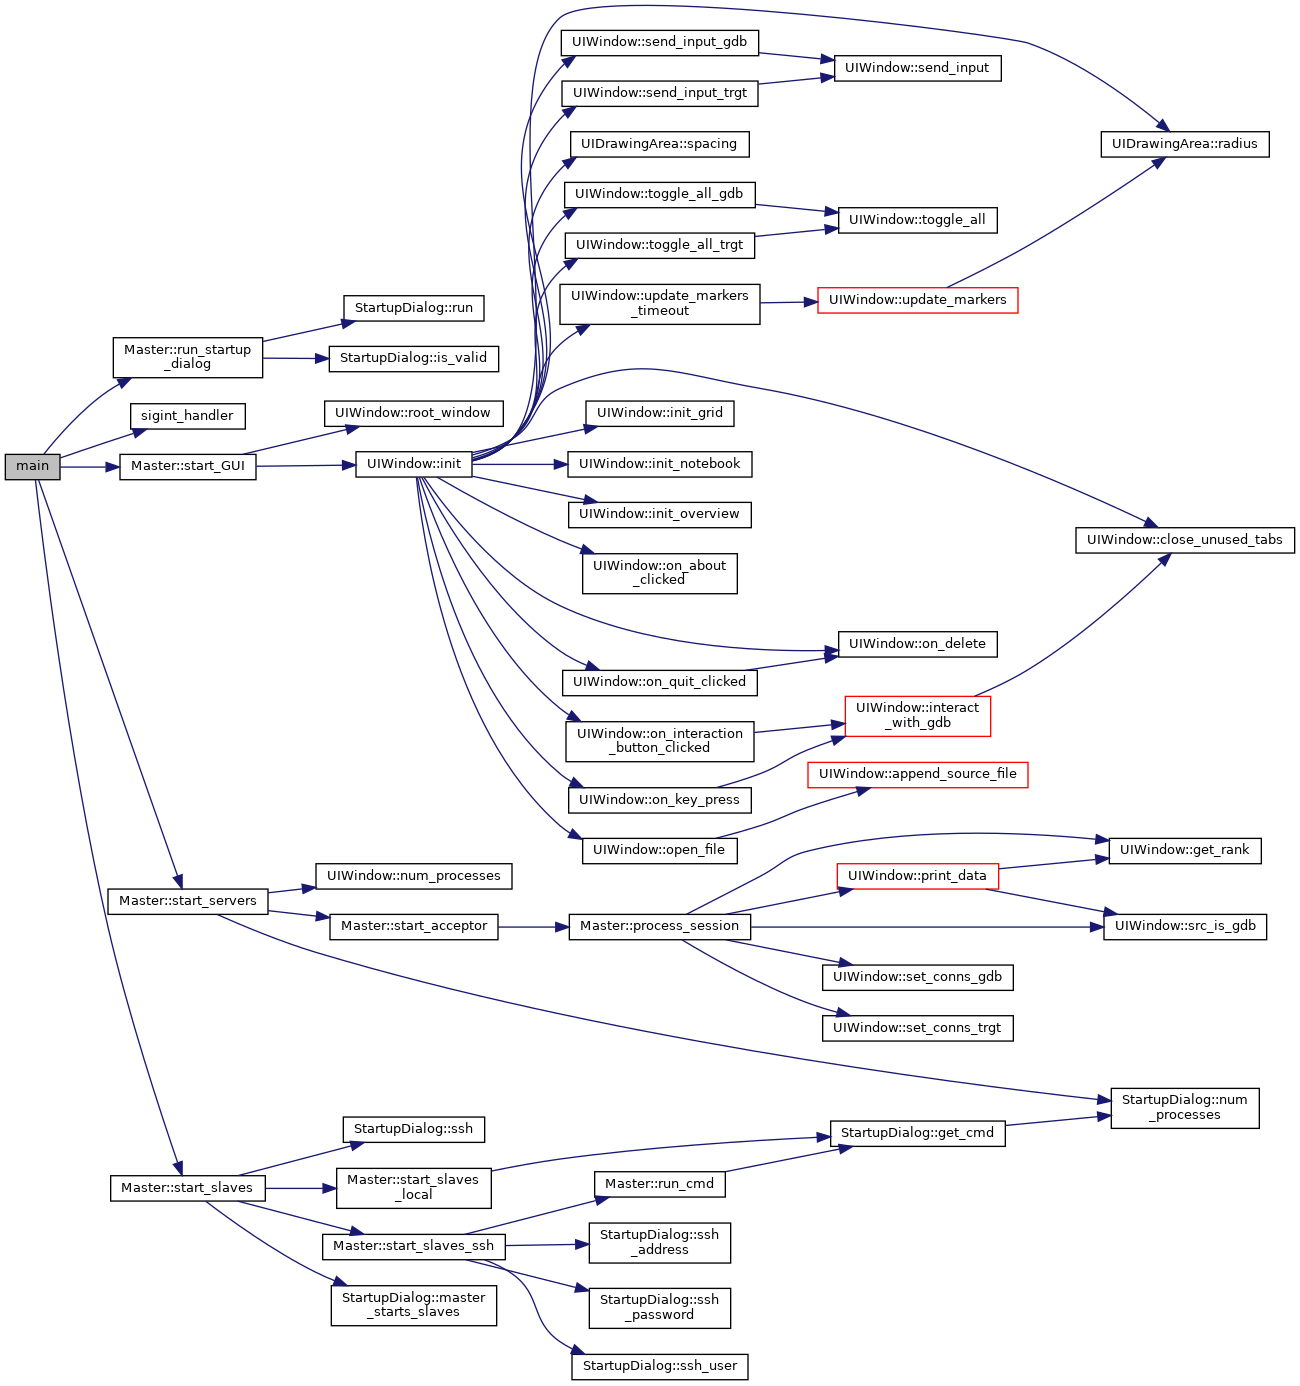 main
Master::run_startup
_dialog
sigint_handler
Master::start_GUI
Master::start_servers
Master::start_slaves
StartupDialog::run
StartupDialog::is_valid
UIWindow::root_window
UIWindow::init
UIWindow::num_processes
Master::start_acceptor
StartupDialog::ssh
Master::start_slaves
_local
Master::start_slaves_ssh
StartupDialog::master
_starts_slaves
UIWindow::send_input_gdb
UIWindow::send_input_trgt
UIDrawingArea::spacing
UIWindow::toggle_all_gdb
UIWindow::toggle_all_trgt
UIWindow::update_markers
_timeout
UIWindow::init_grid
UIWindow::init_notebook
UIWindow::init_overview
UIWindow::on_about
_clicked
UIWindow::on_quit_clicked
UIWindow::on_interaction
_button_clicked
UIWindow::on_key_press
UIWindow::open_file
Master::process_session
Master::run_cmd
StartupDialog::ssh
_address
StartupDialog::ssh
_password
StartupDialog::ssh_user
UIWindow::send_input
UIWindow::toggle_all
UIWindow::update_markers
UIWindow::on_delete
UIWindow::interact
_with_gdb
UIWindow::append_source_file
UIWindow::print_data
UIWindow::set_conns_gdb
UIWindow::set_conns_trgt
StartupDialog::get_cmd
UIDrawingArea::radius
UIWindow::close_unused_tabs
UIWindow::get_rank
UIWindow::src_is_gdb
StartupDialog::num
_processes